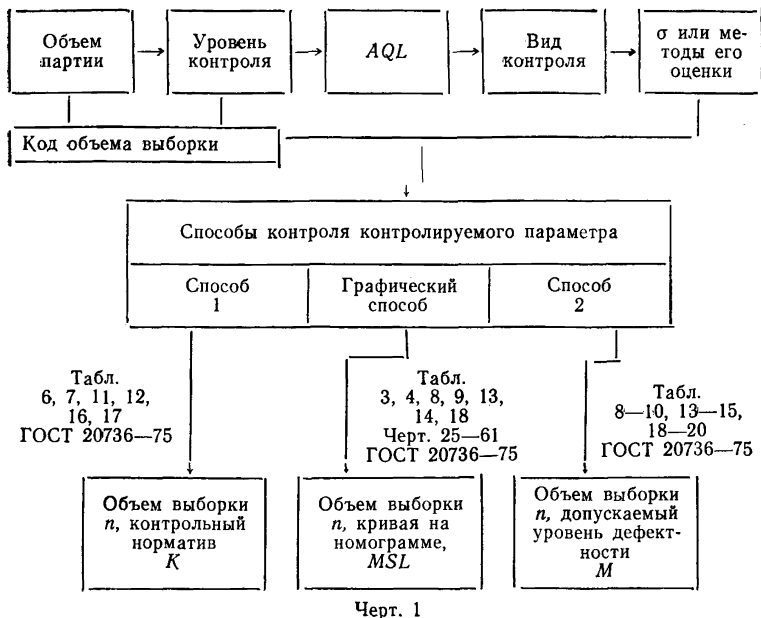 Объем
партии
Уровень
контроля
AQL
Вид
контроля
σ или ме-
тоды его
оценки
Код объема выборки
Способы контроля контролируемого параметра
Способ
1
Графический
способ
Способ
2
Табл.
6, 7, 11, 12,
16, 17
ГОСТ 20736—75
Табл.
3, 4, 8, 9, 13,
14, 18
Черт. 25—61
ГОСТ 20736—75
Табл.
8—10, 13—15,
18—20
ГОСТ 20736—75
Объем выборки
n, контрольный
норматив
K
Объем выборки
n, кривая на
номограмме,
MSL
Объем выборки
n, допускаемый
уровень дефект-
ности
M
Черт. 1